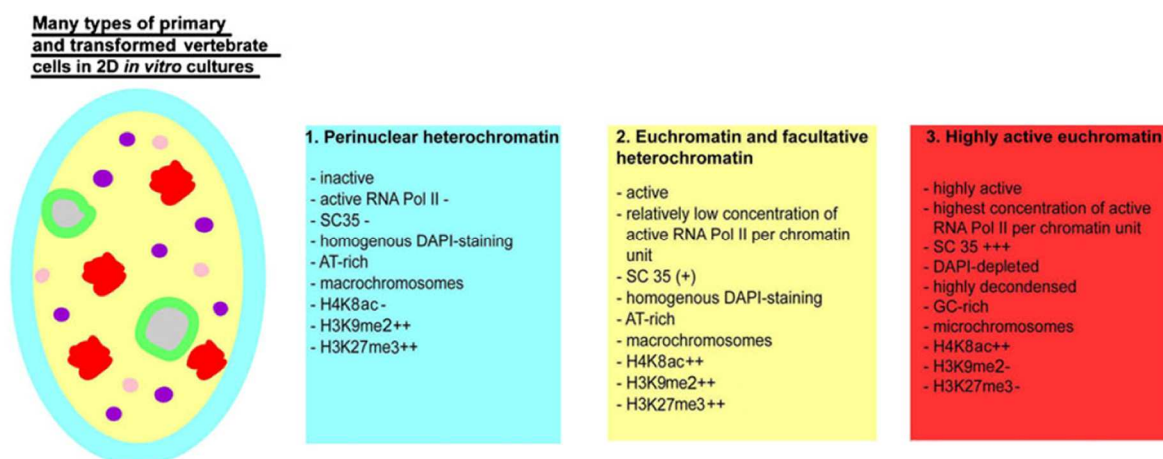 Many types of primary
and transformed vertebrate
cells in 2D in vitro cultures
1. Perinuclear heterochromatin
- inactive
- active RNA Pol II -
- SC35 -
- homogenous DAPI-staining
- AT-rich
- macrochromosomes
- H4K8ac -
- H3K9me2++
- H3K27me3++
2. Euchromatin and facultative
heterochromatin
- active
- relatively low concentration of
active RNA Pol II per chromatin
unit
- SC 35 (+)
- homogenous DAPI-staining
- AT-rich
- macrochromosomes
- H4K8ac++
- H3K9me2++
- H3K27me3++
3. Highly active euchromatin
- highly active
- highest concentration of active
RNA Pol II per chromatin unit
- SC 35 +++
- DAPI-depleted
- highly decondensed
- GC-rich
- microchromosomes
- H4K8ac++
- H3K9me2-
- H3K27me3-